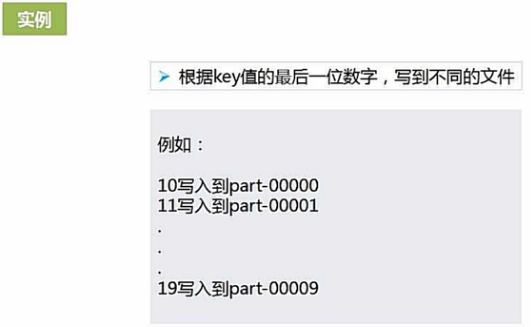 实例
➢ 根据key值的最后一位数字，写到不同的文件
例如：
10写入到part-00000
11写入到part-00001
.
.
.
19写入到part-00009